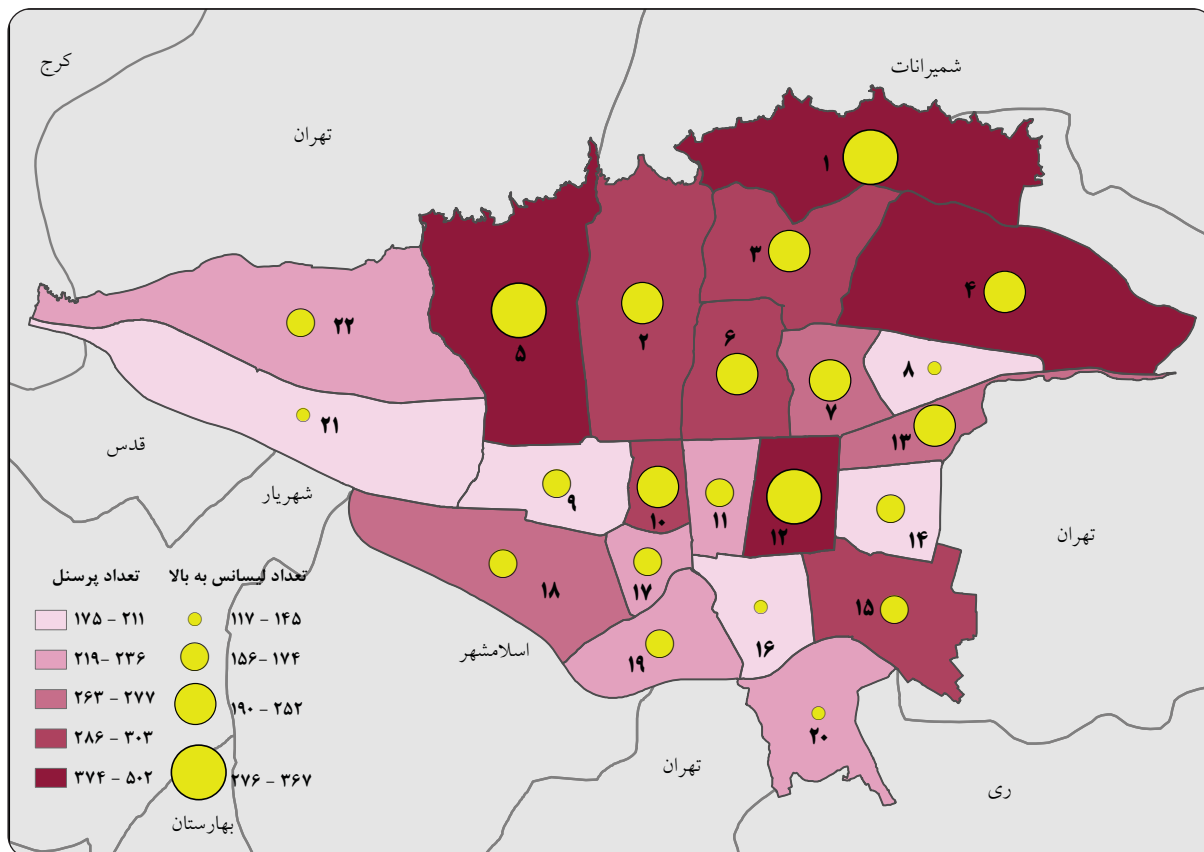 کرج
شمیرانات
تهران
۱
۳
۴
۲۲
۵
۲
۶
۸
۷
۲۱
۱۳
قدس
۹
۱۰
۱۱
۱۲
۱۴
شهریار
تهران
۱۸
۱۷
۱۶
۱۵
اسلامشهر
۱۹
۲۰
تهران
ری
تعداد لیسانس به بالا
۱۱۷ - ۱۴۵
۱۵۶ - ۱۷۴
۱۹۰ - ۲۵۲
۲۷۶ - ۳۶۷
تعداد پرسنل
۱۷۵ - ۲۱۱
۲۱۹ - ۲۳۶
۲۶۳ - ۲۷۷
۲۸۶ - ۳۰۳
۳۷۴ - ۵۰۲
بهارستان